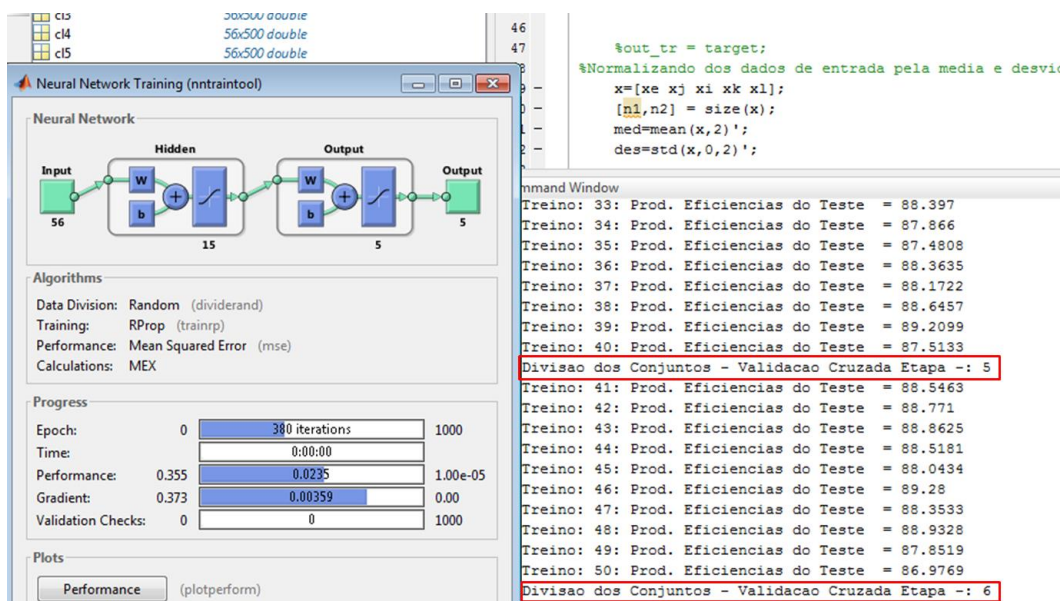 cl3 56x500 double
cl4 56x500 double
cl5 56x500 double
Neural Network Training (nntraintool)
Neural Network
Hidden Output
Input Output
W W
b b
+ +
56 15 5 5
Algorithms
Data Division: Random (dividerand)
Training: RProp (trainrp)
Performance: Mean Squared Error (mse)
Calculations: MEX
Progress
Epoch: 0 380 iterations 1000
Time: 0:00:00
Performance: 0.355 0.0235 1.00e-05
Gradient: 0.373 0.00359 0.00
Validation Checks: 0 0 1000
Plots
Performance (plotperform)
46
47 %out_tr = target;
%Normalizando dos dados de entrada pela media e desvio
x=[xe xj xi xk xl];
[n1,n2] = size(x);
med=mean(x,2)';
des=std(x,0,2)';
mmand Window
Treino: 33: Prod. Eficiencias do Teste = 88.397
Treino: 34: Prod. Eficiencias do Teste = 87.866
Treino: 35: Prod. Eficiencias do Teste = 87.4808
Treino: 36: Prod. Eficiencias do Teste = 88.3635
Treino: 37: Prod. Eficiencias do Teste = 88.1722
Treino: 38: Prod. Eficiencias do Teste = 88.6457
Treino: 39: Prod. Eficiencias do Teste = 89.2099
Treino: 40: Prod. Eficiencias do Teste = 87.5133
Divisao dos Conjuntos - Validacao Cruzada Etapa -: 5
Treino: 41: Prod. Eficiencias do Teste = 88.5463
Treino: 42: Prod. Eficiencias do Teste = 88.771
Treino: 43: Prod. Eficiencias do Teste = 88.8625
Treino: 44: Prod. Eficiencias do Teste = 88.5181
Treino: 45: Prod. Eficiencias do Teste = 88.0434
Treino: 46: Prod. Eficiencias do Teste = 89.28
Treino: 47: Prod. Eficiencias do Teste = 88.3533
Treino: 48: Prod. Eficiencias do Teste = 88.9328
Treino: 49: Prod. Eficiencias do Teste = 87.8519
Treino: 50: Prod. Eficiencias do Teste = 86.9769
Divisao dos Conjuntos - Validacao Cruzada Etapa -: 6